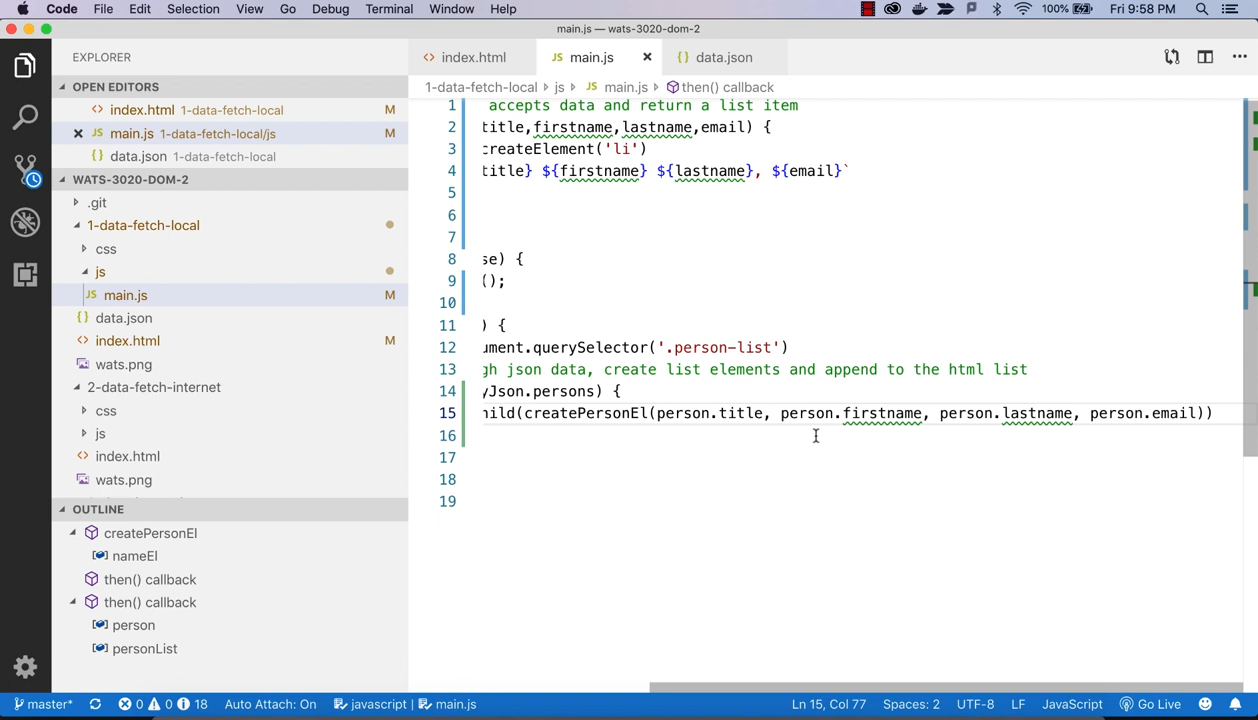 Code File Edit Selection View Go Debug Terminal Window Help 100% Fri 9:58 PM
main.js — wats-3020-dom-2
EXPLORER
OPEN EDITORS
index.html 1-data-fetch-local M
main.js 1-data-fetch-local/js M
data.json 1-data-fetch-local
WATS-3020-DOM-2
.git
1-data-fetch-local
css
js
JS main.js M
{} data.json
<> index.html M
wats.png
2-data-fetch-internet
css
js
<> index.html
wats.png
OUTLINE
createPersonEl
nameEl
then() callback
then() callback
person
personList
<> index.html JS main.js × {} data.json
1-data-fetch-local › js › JS main.js › then() callback
1 accepts data and return a list item
2 title,firstname,lastname,email) {
3 createElement('li')
4 title} ${firstname} ${lastname}, ${email}`
5
6
7
8 se) {
9 ();
10
11 ) {
12 ument.querySelector('.person-list')
13 gh json data, create list elements and append to the html list
14 yJson.persons) {
15 hild(createPersonEl(person.title, person.firstname, person.lastname, person.email))
16
17
18
19
master* 0 0 18 Auto Attach: On javascript | main.js Ln 15, Col 77 Spaces: 2 UTF-8 LF JavaScript Go Live